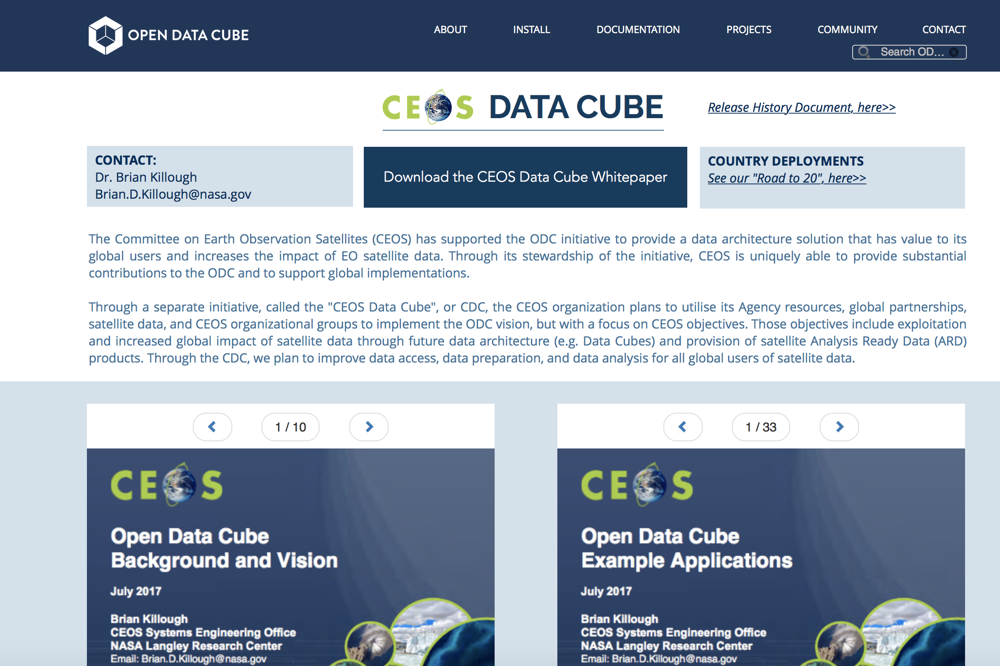 OPEN DATA CUBE
ABOUT INSTALL DOCUMENTATION PROJECTS COMMUNITY CONTACT
Search OD...
CEOS DATA CUBE
Release History Document, here>>
CONTACT:
Dr. Brian Killough
Brian.D.Killough@nasa.gov
Download the CEOS Data Cube Whitepaper
COUNTRY DEPLOYMENTS
See our "Road to 20", here>>
The Committee on Earth Observation Satellites (CEOS) has supported the ODC initiative to provide a data architecture solution that has value to its
global users and increases the impact of EO satellite data. Through its stewardship of the initiative, CEOS is uniquely able to provide substantial
contributions to the ODC and to support global implementations.
Through a separate initiative, called the "CEOS Data Cube", or CDC, the CEOS organization plans to utilise its Agency resources, global partnerships,
satellite data, and CEOS organizational groups to implement the ODC vision, but with a focus on CEOS objectives. Those objectives include exploitation
and increased global impact of satellite data through future data architecture (e.g. Data Cubes) and provision of satellite Analysis Ready Data (ARD)
products. Through the CDC, we plan to improve data access, data preparation, and data analysis for all global users of satellite data.
1 / 10
CEOS
Open Data Cube
Background and Vision
July 2017
Brian Killough
CEOS Systems Engineering Office
NASA Langley Research Center
Email: Brian.D.Killough@nasa.gov
1 / 33
CEOS
Open Data Cube
Example Applications
July 2017
Brian Killough
CEOS Systems Engineering Office
NASA Langley Research Center
Email: Brian.D.Killough@nasa.gov